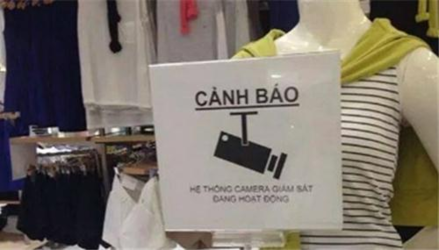 CẢNH BÁO
HỆ THỐNG CAMERA GIÁM SÁT
ĐANG HOẠT ĐỘNG